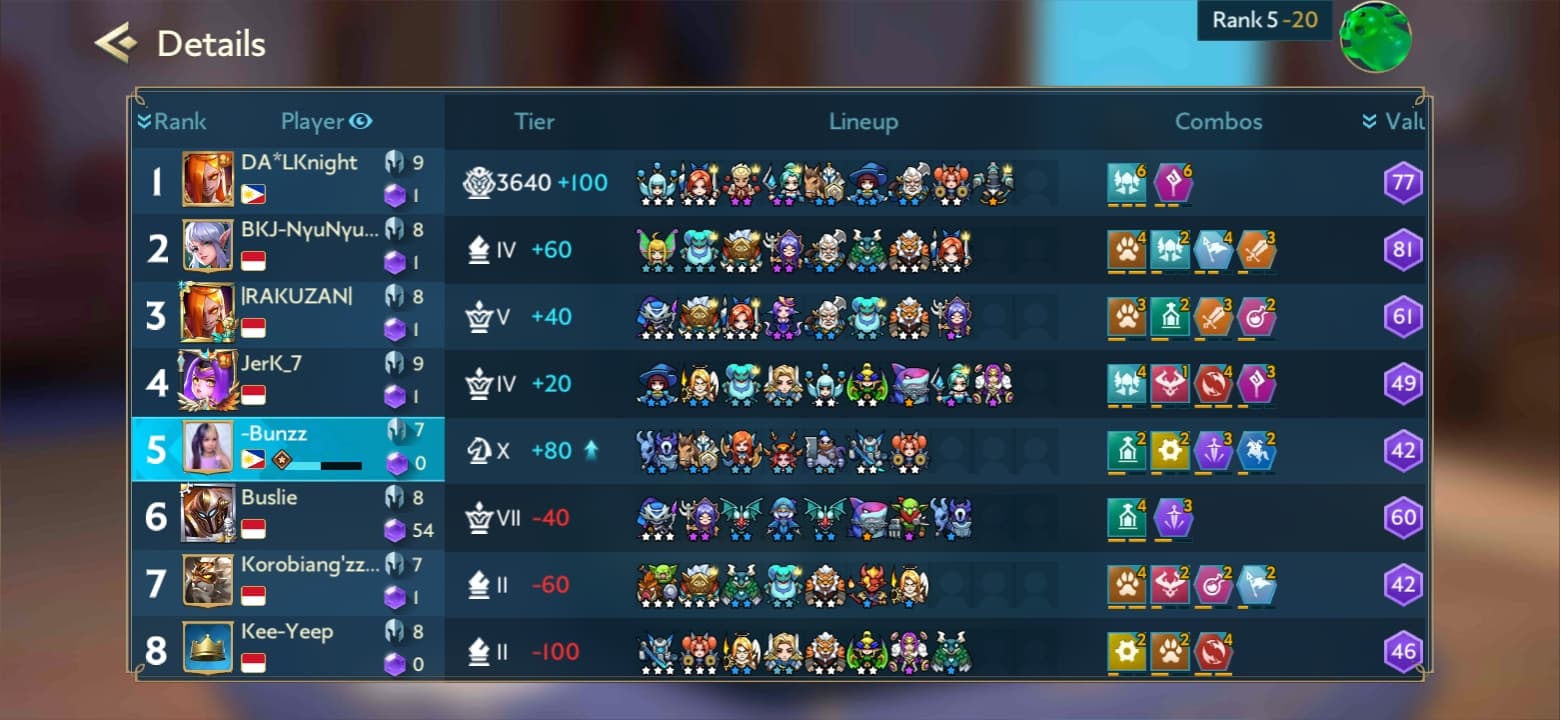 Details
Rank 5 -20
Rank Player Tier Lineup Combos Valu
1 DA*LKnight 9 1 3640 +100 6 6 77
2 BKJ-NyuNyu... 8 1 IV +60 4 2 4 3 81
3 |RAKUZAN| 8 1 V +40 3 2 3 2 61
4 JerK_7 9 1 IV +20 4 1 4 3 49
5 -Bunzz 7 0 X +80 2 2 3 2 42
6 Buslie 8 54 VII -40 4 3 60
7 Korobiang'zz... 7 1 II -60 4 2 2 2 42
8 Kee-Yeep 8 0 II -100 2 2 4 46